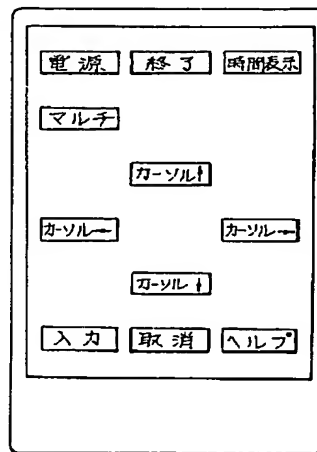 電源 終了 時間表示
マルチ
カーソル↑
カーソル← カーソル→
カーソル↓
入力 取消 ヘルプ